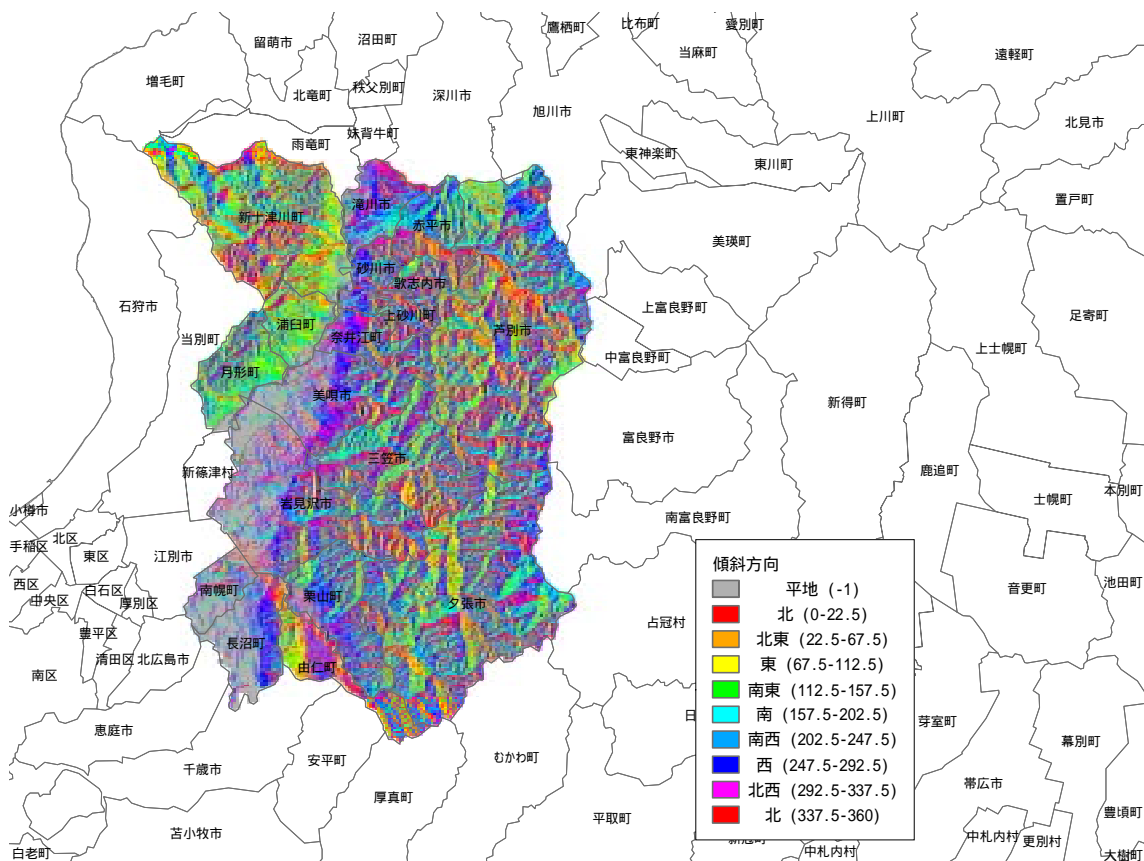 鷹栖町
比布町
愛別町
留萌市
沼田町
当麻町
遠軽町
増毛町
北竜町
秩父別町
深川市
旭川市
上川町
北見市
雨竜町
妹背牛町
東神楽町
東川町
置戸町
新十津川町
滝川市
赤平市
美瑛町
砂川市
歌志内市
石狩市
上富良野町
上砂川町
足寄町
浦臼町
芦別市
当別町
奈井江町
上士幌町
中富良野町
月形町
美唄市
新得町
富良野市
三笠市
新篠津村
鹿追町
岩見沢市
本別町
士幌町
小樽市
南富良野町
北区
手稲区
東区
江別市
西区
白石区
中央区
厚別区
南幌町
栗山町
夕張市
音更町
池田町
占冠村
豊平区
長沼町
清田区
北広島市
南区
由仁町
日
芽室町
恵庭市
幕別町
千歳市
安平町
むかわ町
帯広市
厚真町
平取町
豊頃町
苫小牧市
中札内村
更別村
白老町
中札内村
大樹町
傾斜方向
平地 (-1)
北 (0-22.5)
北東 (22.5-67.5)
東 (67.5-112.5)
南東 (112.5-157.5)
南 (157.5-202.5)
南西 (202.5-247.5)
西 (247.5-292.5)
北西 (292.5-337.5)
北 (337.5-360)